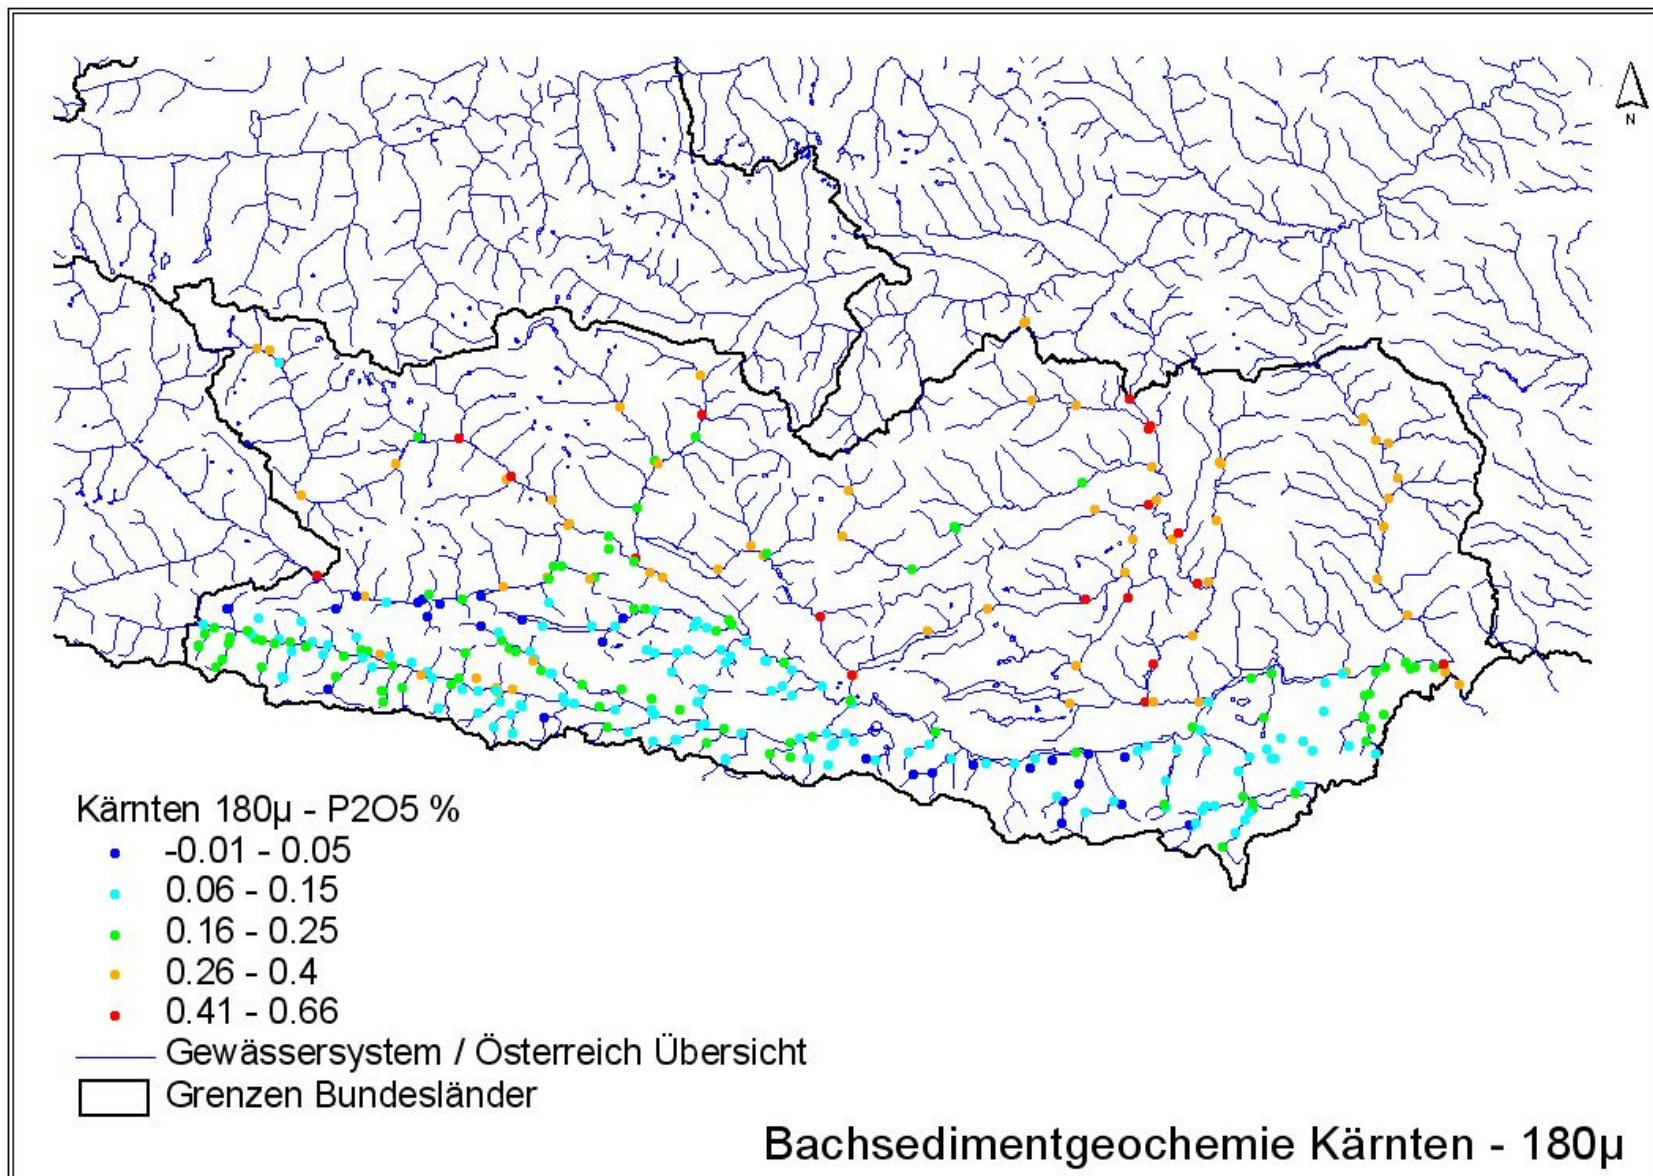 N
Kärnten 180µ - P2O5 %
-0.01 - 0.05
0.06 - 0.15
0.16 - 0.25
0.26 - 0.4
0.41 - 0.66
Gewässersystem / Österreich Übersicht
Grenzen Bundesländer
Bachsedimentgeochemie Kärnten - 180µ